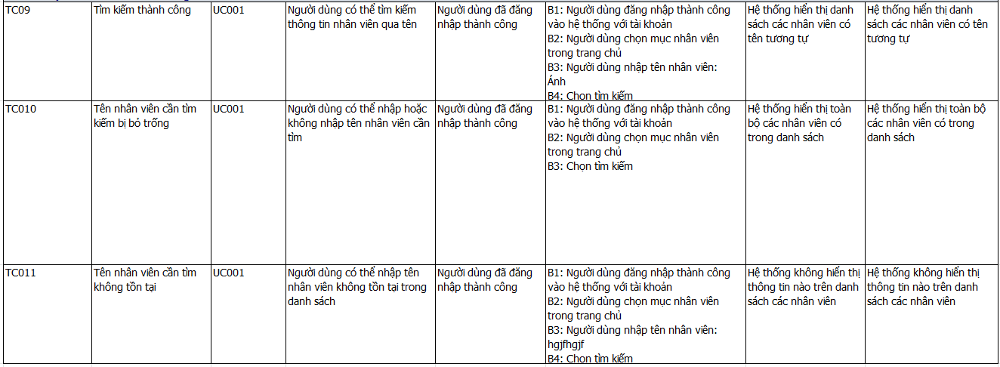 TC09
Tìm kiếm thành công
UC001
Người dùng có thể tìm kiếm
thông tin nhân viên qua tên
Người dùng đã đăng
nhập thành công
B1: Người dùng đăng nhập thành công
vào hệ thống với tài khoản
B2: Người dùng chọn mục nhân viên
trong trang chủ
B3: Người dùng nhập tên nhân viên:
Ánh
B4: Chọn tìm kiếm
Hệ thống hiển thị danh
sách các nhân viên có
tên tương tự
Hệ thống hiển thị danh
sách các nhân viên có tên
tương tự
TC010
Tên nhân viên cần tìm
kiếm bị bỏ trống
UC001
Người dùng có thể nhập hoặc
không nhập tên nhân viên cần
tìm
Người dùng đã đăng
nhập thành công
B1: Người dùng đăng nhập thành công
vào hệ thống với tài khoản
B2: Người dùng chọn mục nhân viên
trong trang chủ
B3: Chọn tìm kiếm
Hệ thống hiển thị toàn
bộ các nhân viên có
trong danh sách
Hệ thống hiển thị toàn bộ
các nhân viên có trong
danh sách
TC011
Tên nhân viên cần tìm
không tồn tại
UC001
Người dùng có thể nhập tên
nhân viên không tồn tại trong
danh sách
Người dùng đã đăng
nhập thành công
B1: Người dùng đăng nhập thành công
vào hệ thống với tài khoản
B2: Người dùng chọn mục nhân viên
trong trang chủ
B3: Người dùng nhập tên nhân viên:
hgjfhgjf
B4: Chọn tìm kiếm
Hệ thống không hiển thị
thông tin nào trên danh
sách các nhân viên
Hệ thống không hiển thị
thông tin nào trên danh
sách các nhân viên